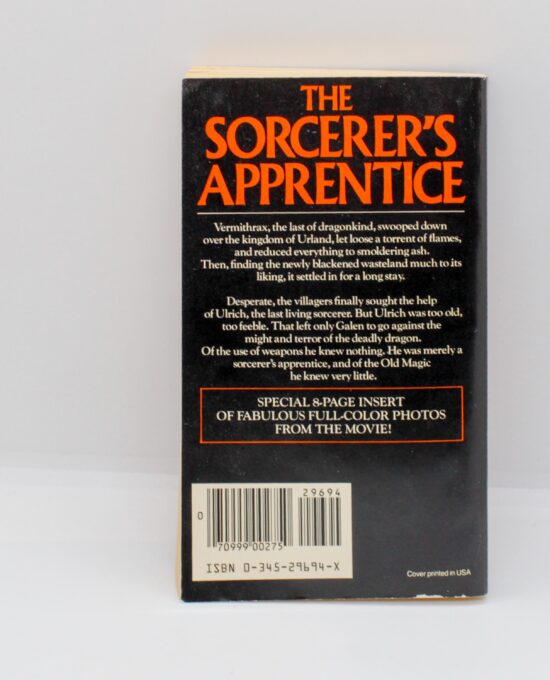 THE
SORCERER'S
APPRENTICE
Vermithrax, the last of dragonkind, swooped down
over the kingdom of Urland, let loose a torrent of flames,
and reduced everything to smoldering ash.
Then, finding the newly blackened wasteland much to its
liking, it settled in for a long stay.
Desperate, the villagers finally sought the help
of Ulrich, the last living sorcerer. But Ulrich was too old,
too feeble. That left only Galen to go against the
might and terror of the deadly dragon.
Of the use of weapons he knew nothing. He was merely a
sorcerer's apprentice, and of the Old Magic
he knew very little.
SPECIAL 8-PAGE INSERT
OF FABULOUS FULL-COLOR PHOTOS
FROM THE MOVIE!
29694
0
70999 00275
ISBN 0-345-29694-X
Cover printed in USA